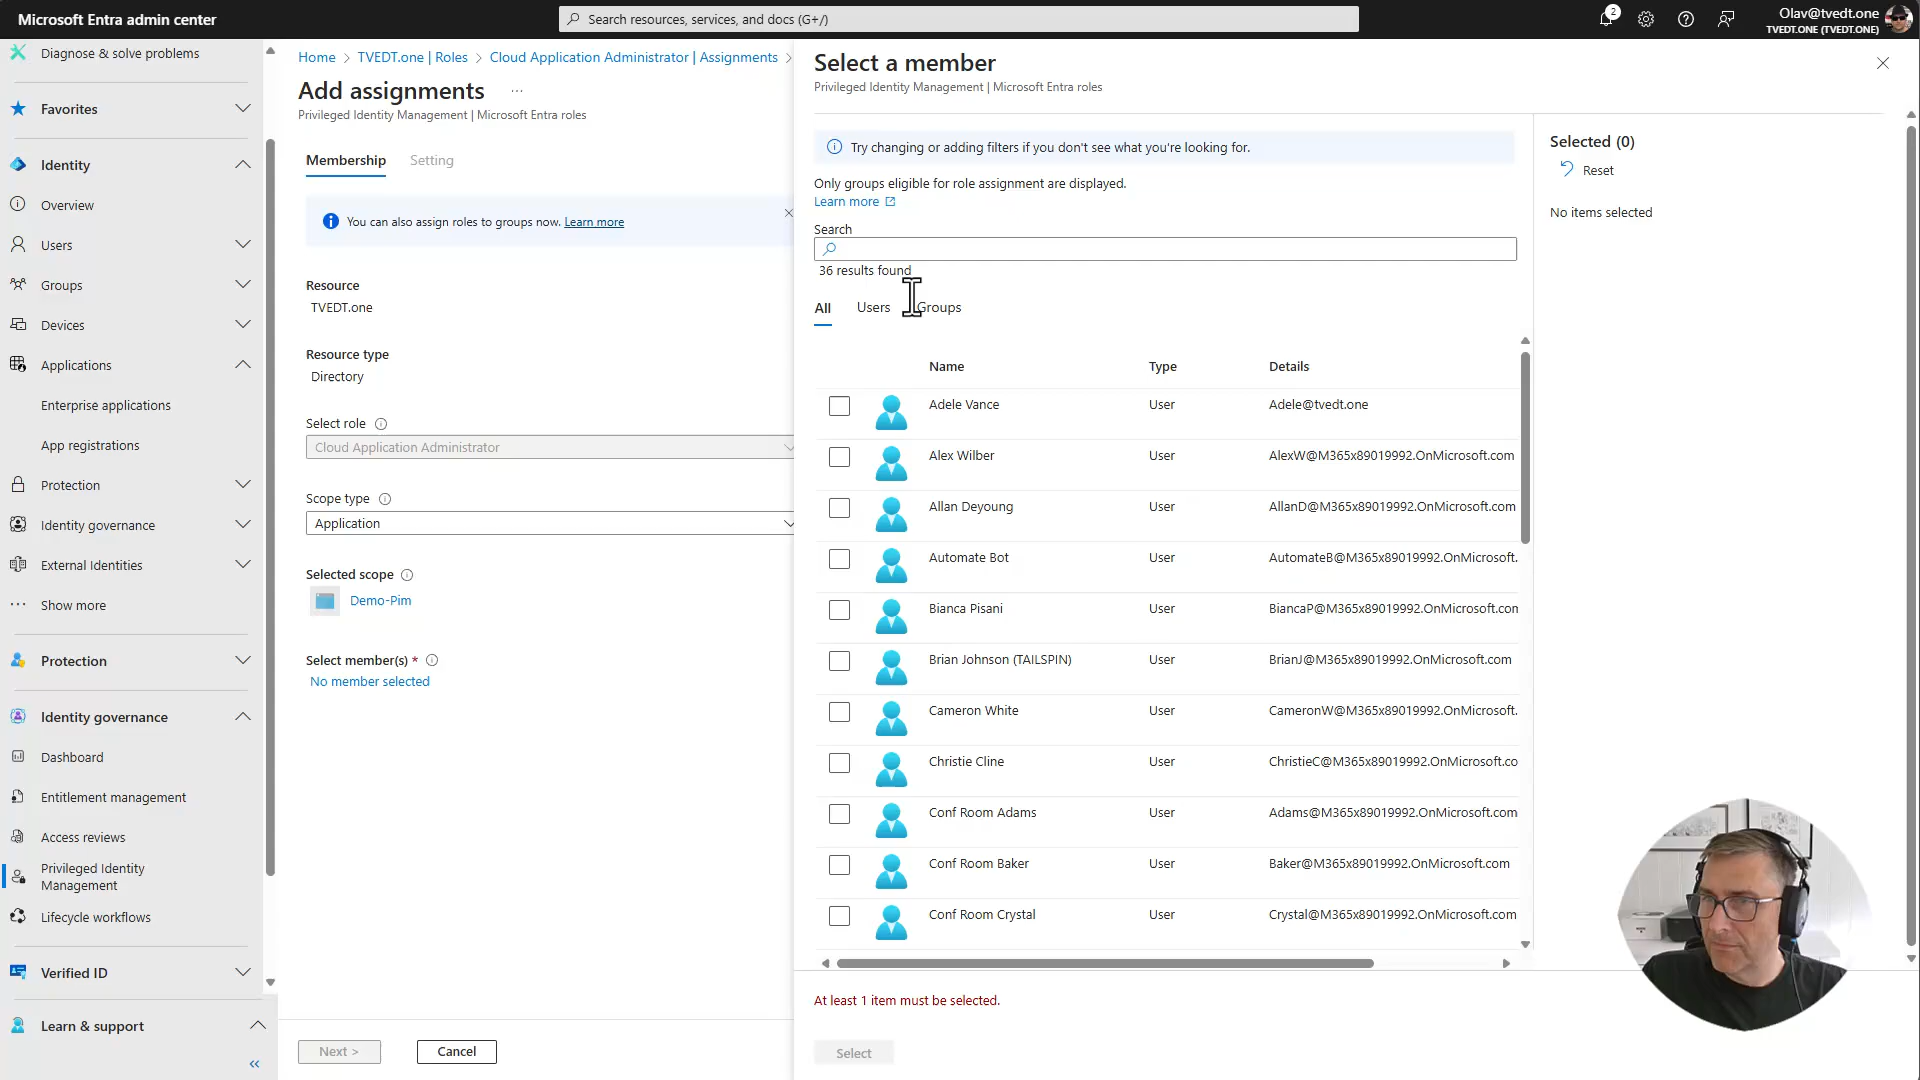 Microsoft Entra admin center
Search resources, services, and docs (G+/)
2
Olav@tvedt.one
TVEDT.ONE (TVEDT.ONE)
Diagnose & solve problems
Favorites
Identity
Overview
Users
Groups
Devices
Applications
Enterprise applications
App registrations
Protection
Identity governance
External Identities
Show more
Protection
Identity governance
Dashboard
Entitlement management
Access reviews
Privileged Identity
Management
Lifecycle workflows
Verified ID
Learn & support
Home > TVEDT.one | Roles > Cloud Application Administrator | Assignments >
Add assignments ...
Privileged Identity Management | Microsoft Entra roles
Membership Setting
You can also assign roles to groups now. Learn more
Resource
TVEDT.one
Resource type
Directory
Select role
Cloud Application Administrator
Scope type
Application
Selected scope
Demo-Pim
Select member(s) *
No member selected
Next >
Cancel
Select a member
Privileged Identity Management | Microsoft Entra roles
Try changing or adding filters if you don't see what you're looking for.
Only groups eligible for role assignment are displayed.
Learn more
Search
36 results found
All Users Groups
Name Type Details
Adele Vance User Adele@tvedt.one
Alex Wilber User AlexW@M365x89019992.OnMicrosoft.com
Allan Deyoung User AllanD@M365x89019992.OnMicrosoft.com
Automate Bot User AutomateB@M365x89019992.OnMicrosoft.
Bianca Pisani User BiancaP@M365x89019992.OnMicrosoft.com
Brian Johnson (TAILSPIN) User BrianJ@M365x89019992.OnMicrosoft.com
Cameron White User CameronW@M365x89019992.OnMicrosoft.
Christie Cline User ChristieC@M365x89019992.OnMicrosoft.co
Conf Room Adams User Adams@M365x89019992.OnMicrosoft.com
Conf Room Baker User Baker@M365x89019992.OnMicrosoft.com
Conf Room Crystal User Crystal@M365x89019992.OnMicrosoft.com
At least 1 item must be selected.
Select
Selected (0)
Reset
No items selected